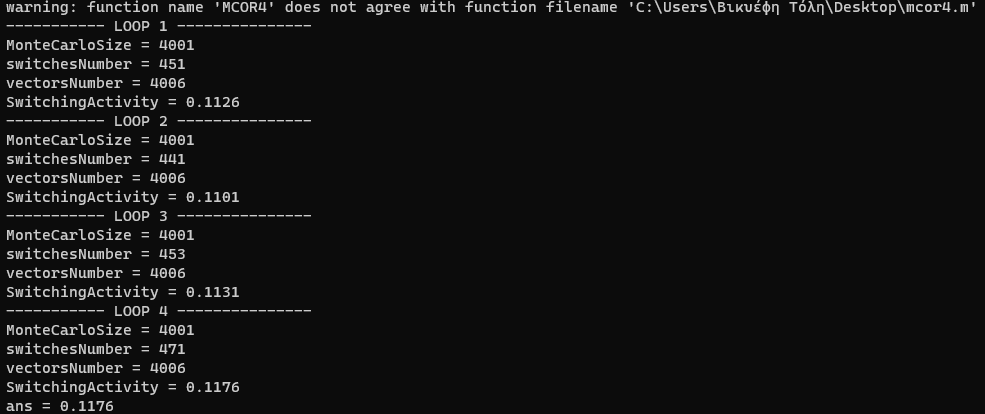 warning: function name 'MCOR4' does not agree with function filename 'C:\Users\Βικυέφη Τόλη\Desktop\mcor4.m'
----------- LOOP 1 ---------------
MonteCarloSize = 4001
switchesNumber = 451
vectorsNumber = 4006
SwitchingActivity = 0.1126
----------- LOOP 2 ---------------
MonteCarloSize = 4001
switchesNumber = 441
vectorsNumber = 4006
SwitchingActivity = 0.1101
----------- LOOP 3 ---------------
MonteCarloSize = 4001
switchesNumber = 453
vectorsNumber = 4006
SwitchingActivity = 0.1131
----------- LOOP 4 ---------------
MonteCarloSize = 4001
switchesNumber = 471
vectorsNumber = 4006
SwitchingActivity = 0.1176
ans = 0.1176